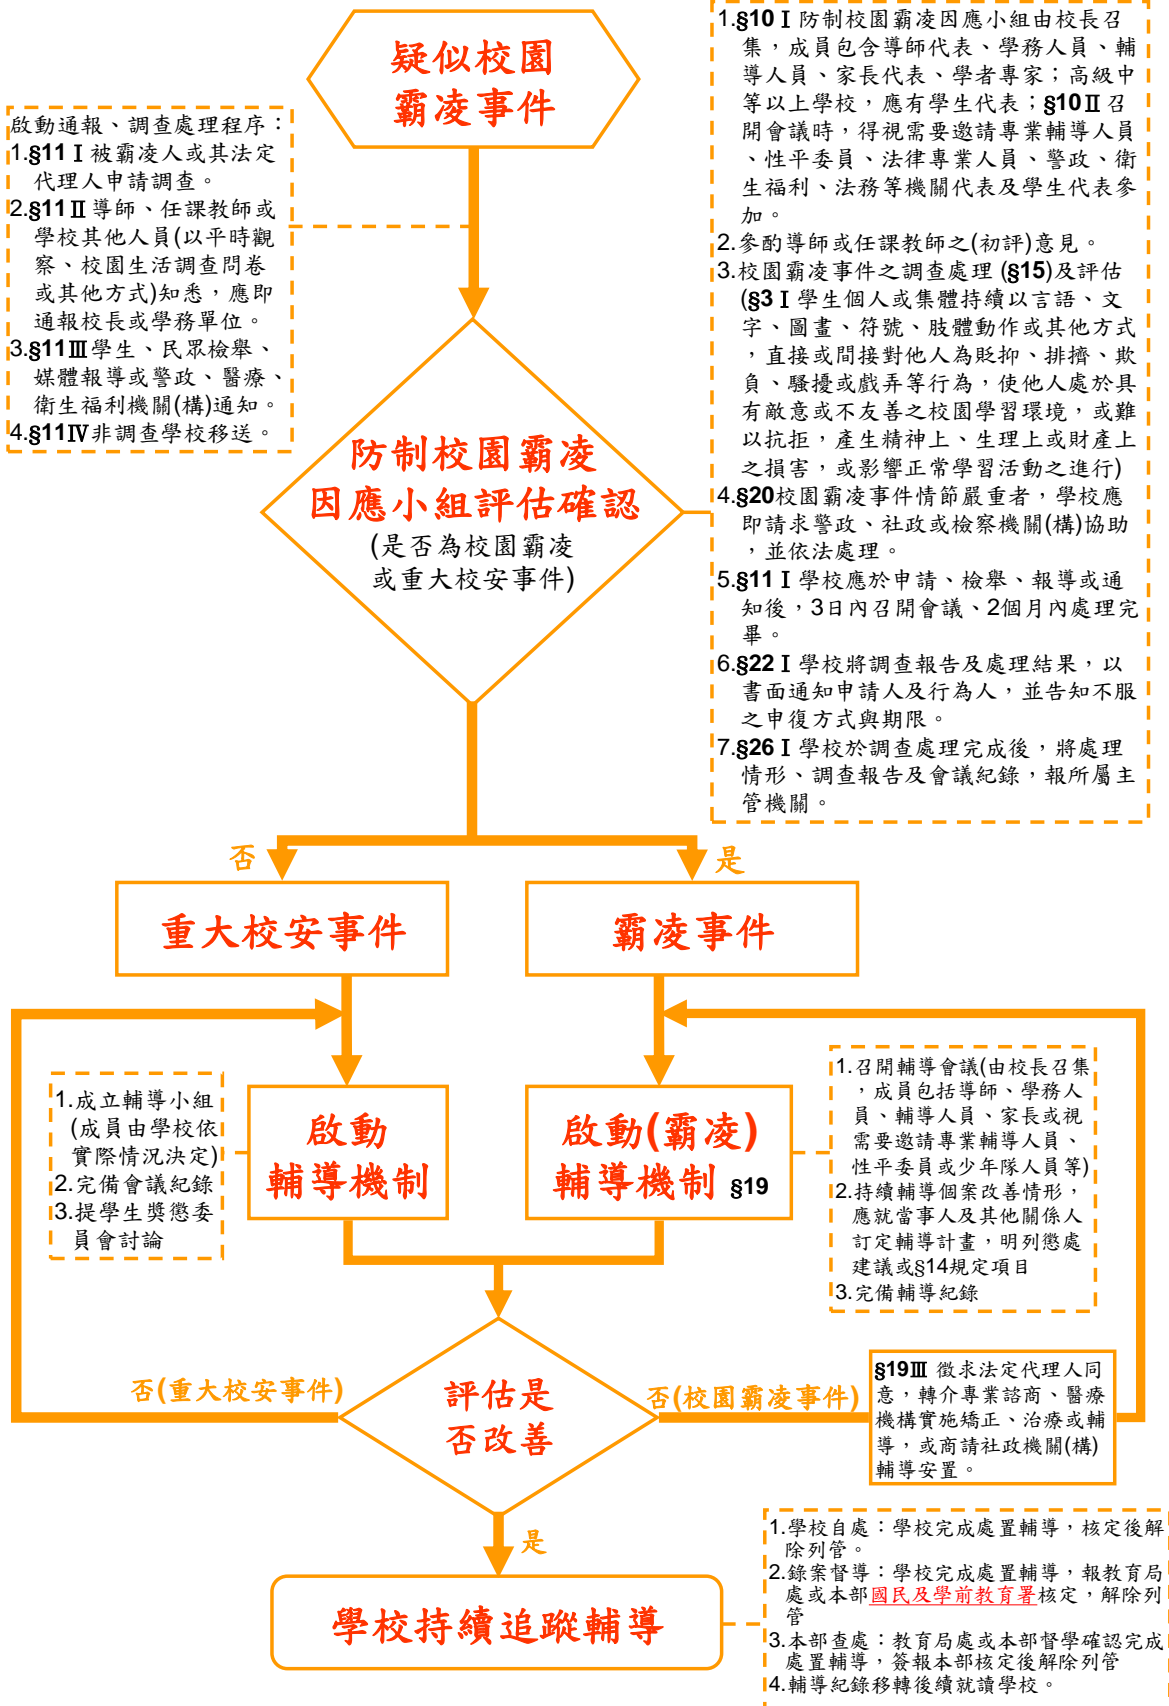 疑似校園
霸凌事件
啟動通報、調查處理程序：
1.§11Ⅰ被霸凌人或其法定
代理人申請調查。
2.§11Ⅱ導師、任課教師或
學校其他人員(以平時觀
察、校園生活調查問卷
或其他方式)知悉，應即
通報校長或學務單位。
3.§11Ⅲ學生、民眾檢舉、
媒體報導或警政、醫療、
衛生福利機關(構)通知。
4.§11Ⅳ非調查學校移送。
1.§10Ⅰ防制校園霸凌因應小組由校長召
集，成員包含導師代表、學務人員、輔
導人員、家長代表、學者專家；高級中
等以上學校，應有學生代表；§10Ⅱ召
開會議時，得視需要邀請專業輔導人員
、性平委員、法律專業人員、警政、衛
生福利、法務等機關代表及學生代表參
加。
2.參酌導師或任課教師之(初評)意見。
3.校園霸凌事件之調查處理 (§15)及評估
(§3Ⅰ學生個人或集體持續以言語、文
字、圖畫、符號、肢體動作或其他方式
，直接或間接對他人為貶抑、排擠、欺
負、騷擾或戲弄等行為，使他人處於具
有敵意或不友善之校園學習環境，或難
以抗拒，產生精神上、生理上或財產上
之損害，或影響正常學習活動之進行)
4.§20校園霸凌事件情節嚴重者，學校應
即請求警政、社政或檢察機關(構)協助
，並依法處理。
5.§11Ⅰ學校應於申請、檢舉、報導或通
知後，3日內召開會議、2個月內處理完
畢。
6.§22Ⅰ學校將調查報告及處理結果，以
書面通知申請人及行為人，並告知不服
之申復方式與期限。
7.§26Ⅰ學校於調查處理完成後，將處理
情形、調查報告及會議紀錄，報所屬主
管機關。
防制校園霸凌
因應小組評估確認
(是否為校園霸凌
或重大校安事件)
否
是
重大校安事件
霸凌事件
1.成立輔導小組
(成員由學校依
實際情況決定)
2.完備會議紀錄
3.提學生獎懲委
員會討論
啟動
輔導機制
啟動(霸凌)
輔導機制 §19
1.召開輔導會議(由校長召集
，成員包括導師、學務人
員、輔導人員、家長或視
需要邀請專業輔導人員、
性平委員或少年隊人員等)
2.持續輔導個案改善情形，
應就當事人及其他關係人
訂定輔導計畫，明列懲處
建議或§14規定項目
3.完備輔導紀錄
否(重大校安事件)
評估是
否改善
否(校園霸凌事件)
§19Ⅲ 徵求法定代理人同
意，轉介專業諮商、醫療
機構實施矯正、治療或輔
導，或商請社政機關(構)
輔導安置。
是
學校持續追蹤輔導
1.學校自處：學校完成處置輔導，核定後解
除列管。
2.錄案督導：學校完成處置輔導，報教育局
處或本部國民及學前教育署核定，解除列
管
3.本部查處：教育局處或本部督學確認完成
處置輔導，簽報本部核定後解除列管
4.輔導紀錄移轉後續就讀學校。